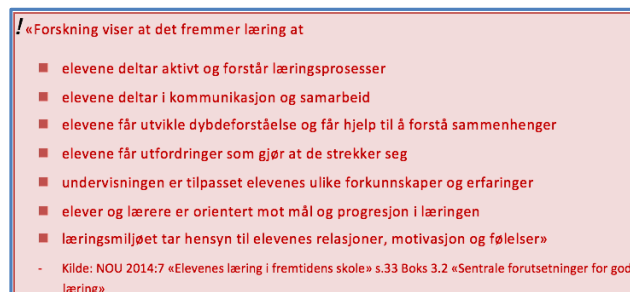 ! «Forskning viser at det fremmer læring at
■ elevene deltar aktivt og forstår læringsprosesser
■ elevene deltar i kommunikasjon og samarbeid
■ elevene får utvikle dybdeforståelse og får hjelp til å forstå sammenhenger
■ elevene får utfordringer som gjør at de strekker seg
■ undervisningen er tilpasset elevenes ulike forkunnskaper og erfaringer
■ elever og lærere er orientert mot mål og progresjon i læringen
■ læringsmiljøet tar hensyn til elevenes relasjoner, motivasjon og følelser»
- Kilde: NOU 2014:7 «Elevenes læring i fremtidens skole» s.33 Boks 3.2 «Sentrale forutsetninger for god
læring»